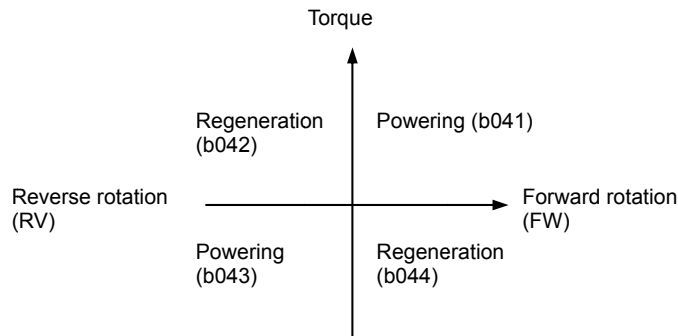 Torque
Regeneration
(b042)
Powering (b041)
Reverse rotation
(RV)
Forward rotation
(FW)
Powering
(b043)
Regeneration
(b044)